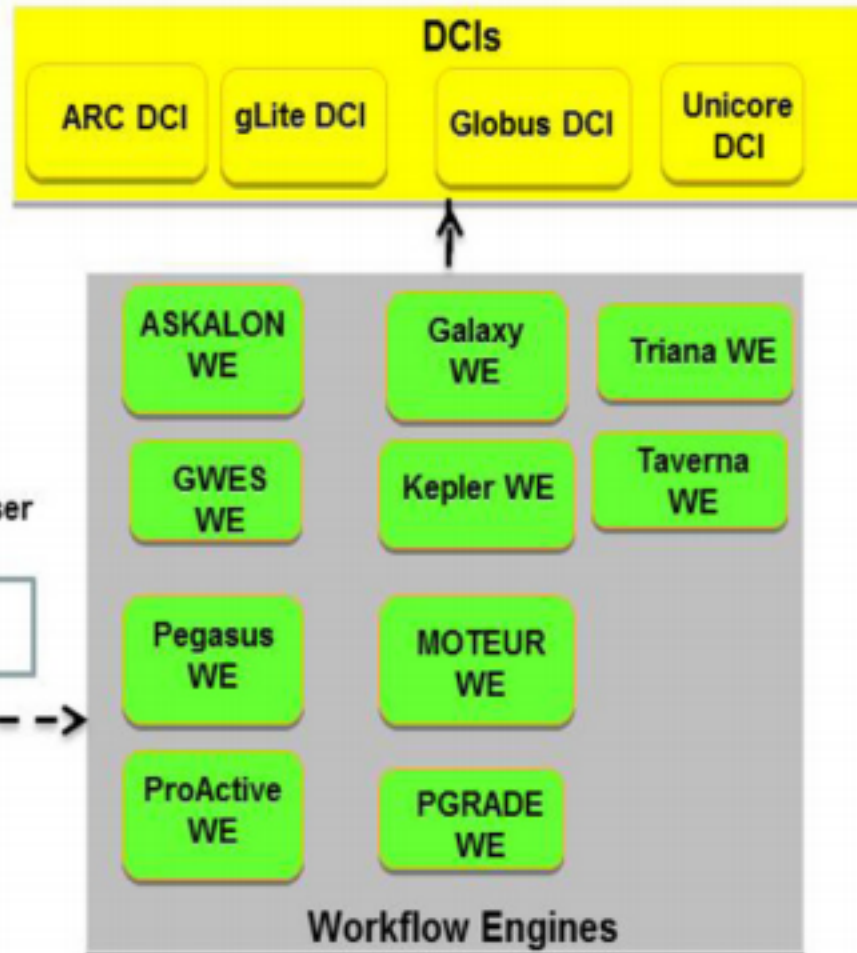 DCIs
ARC DCI
gLite DCI
Globus DCI
Unicore
DCI
ASKALON
WE
Galaxy
WE
Triana WE
GWES
WE
Kepler WE
Taverna
WE
Pegasus
WE
MOTEUR
WE
ProActive
WE
PGRADE
WE
Workflow Engines